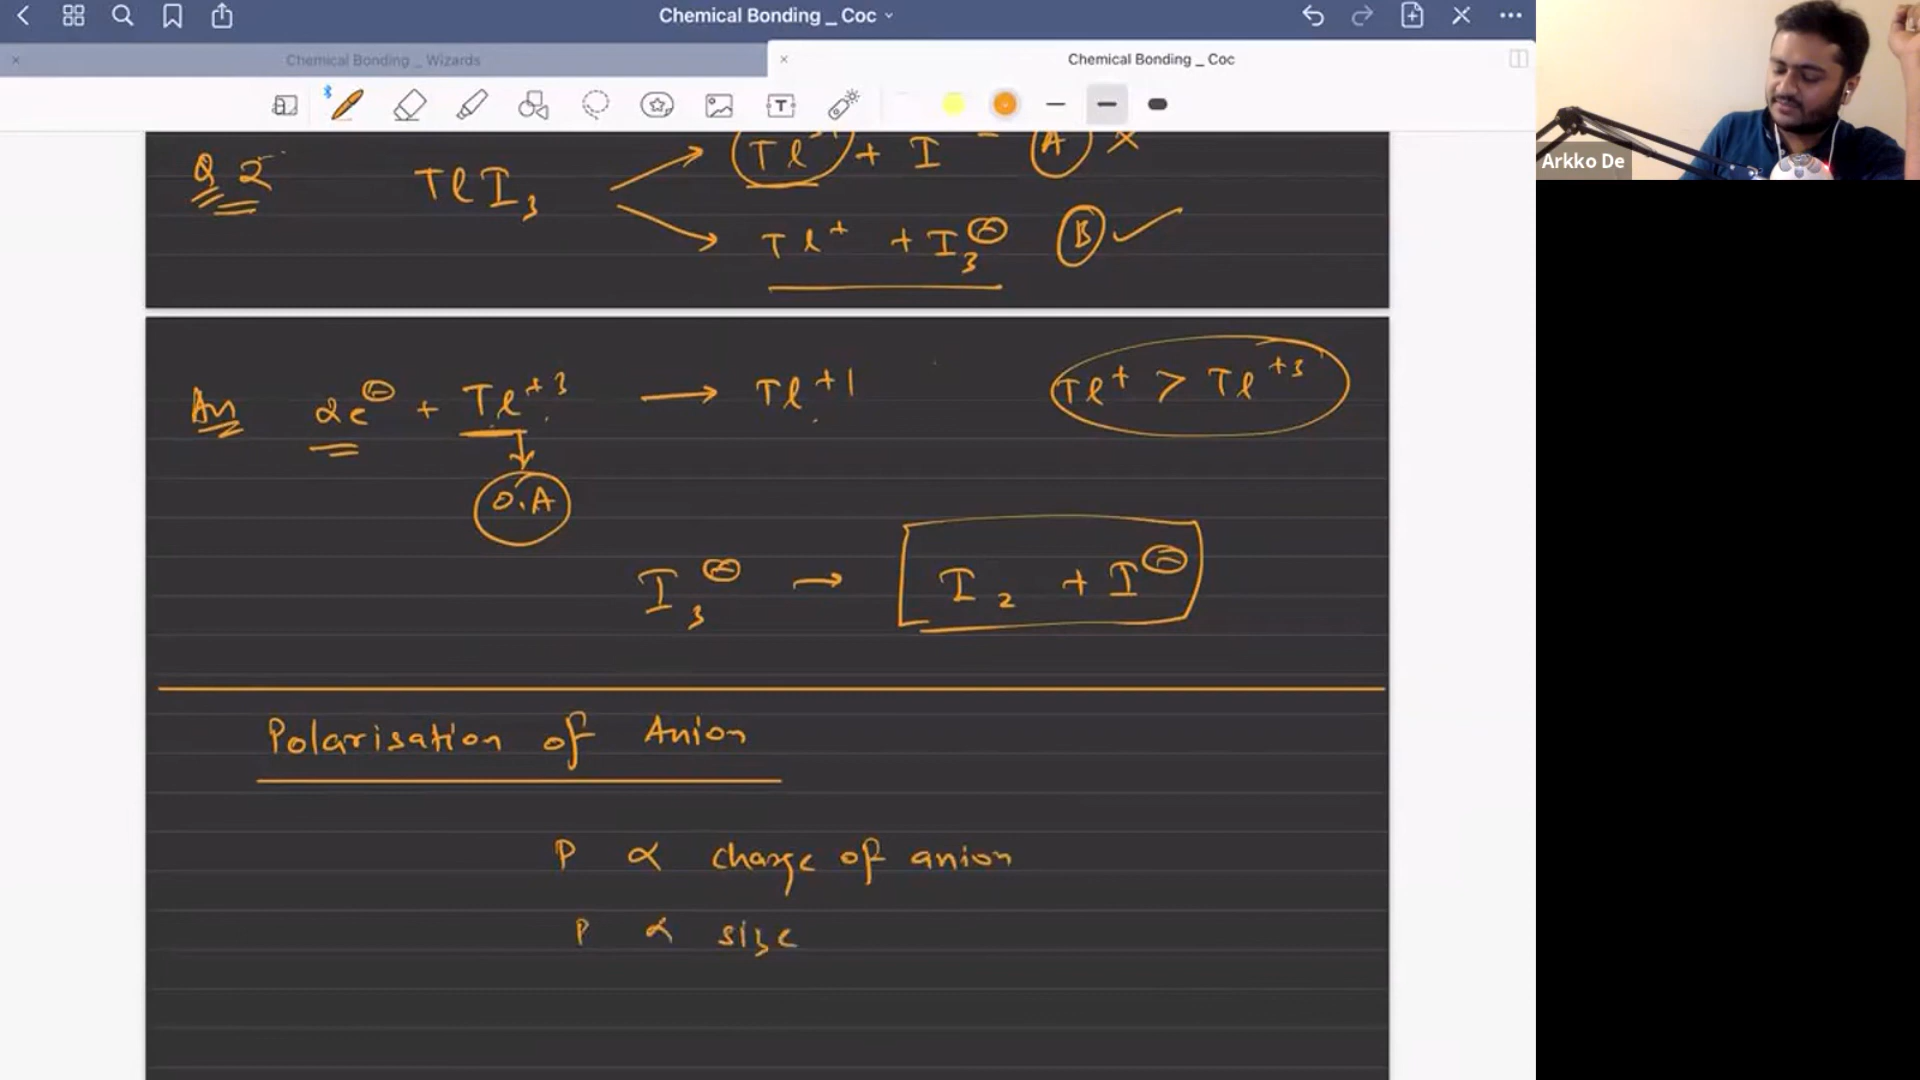 Chemical Bonding _ Coc
Chemical Bonding _ Wizards
Chemical Bonding _ Coc
Arkko De
Q 2 TlI₃ → Tl + I⁻ (A) ×
→ Tl⁺ + I₃⊖ (B) ✓
An 2e⊖ + Tl⁺³ → Tl⁺¹ Tl⁺ > Tl⁺³
O.A
I₃⊖ → I₂ + I⊖
Polarisation of Anion
P ∝ charge of anion
P ∝ size